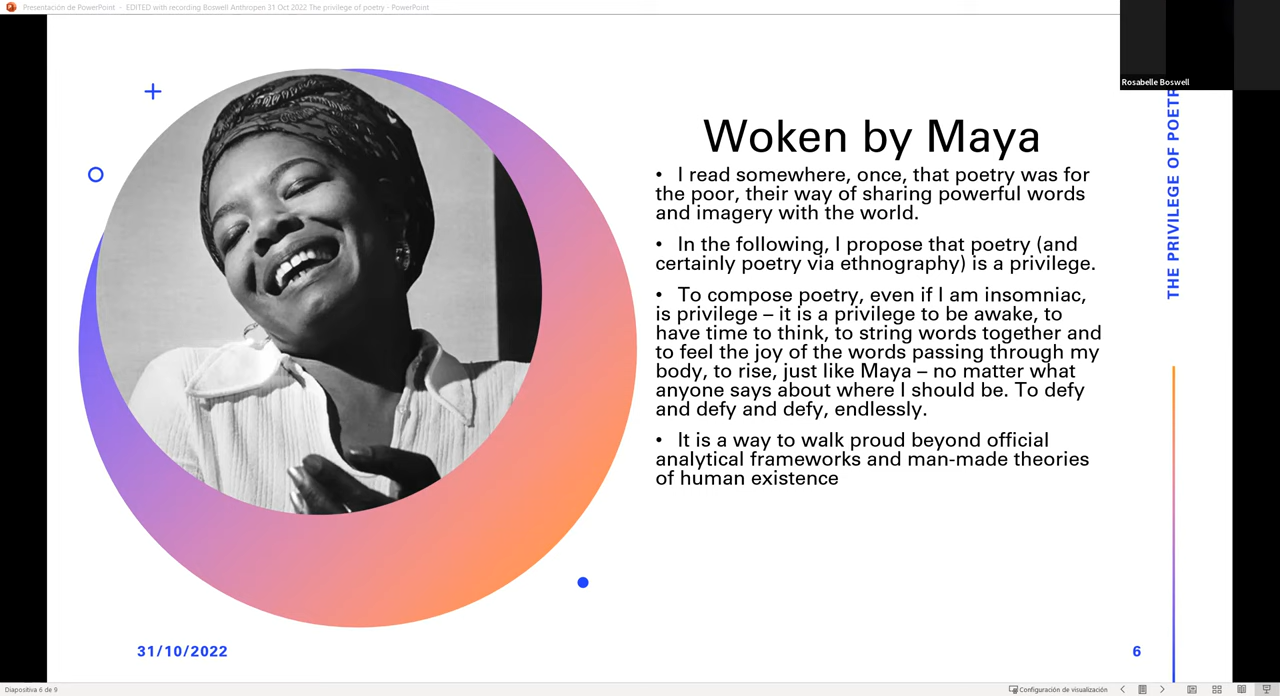 Presentación de PowerPoint - EDITED with recording Boswell Anthropen 31 Oct 2022 The privilege of poetry - PowerPoint
Rosabelle Boswell
THE PRIVILEGE OF POETR
Woken by Maya
• I read somewhere, once, that poetry was for
the poor, their way of sharing powerful words
and imagery with the world.
• In the following, I propose that poetry (and
certainly poetry via ethnography) is a privilege.
• To compose poetry, even if I am insomniac,
is privilege – it is a privilege to be awake, to
have time to think, to string words together and
to feel the joy of the words passing through my
body, to rise, just like Maya – no matter what
anyone says about where I should be. To defy
and defy and defy, endlessly.
• It is a way to walk proud beyond official
analytical frameworks and man-made theories
of human existence
31/10/2022
6
Diapositiva 6 de 9
Configuración de visualización